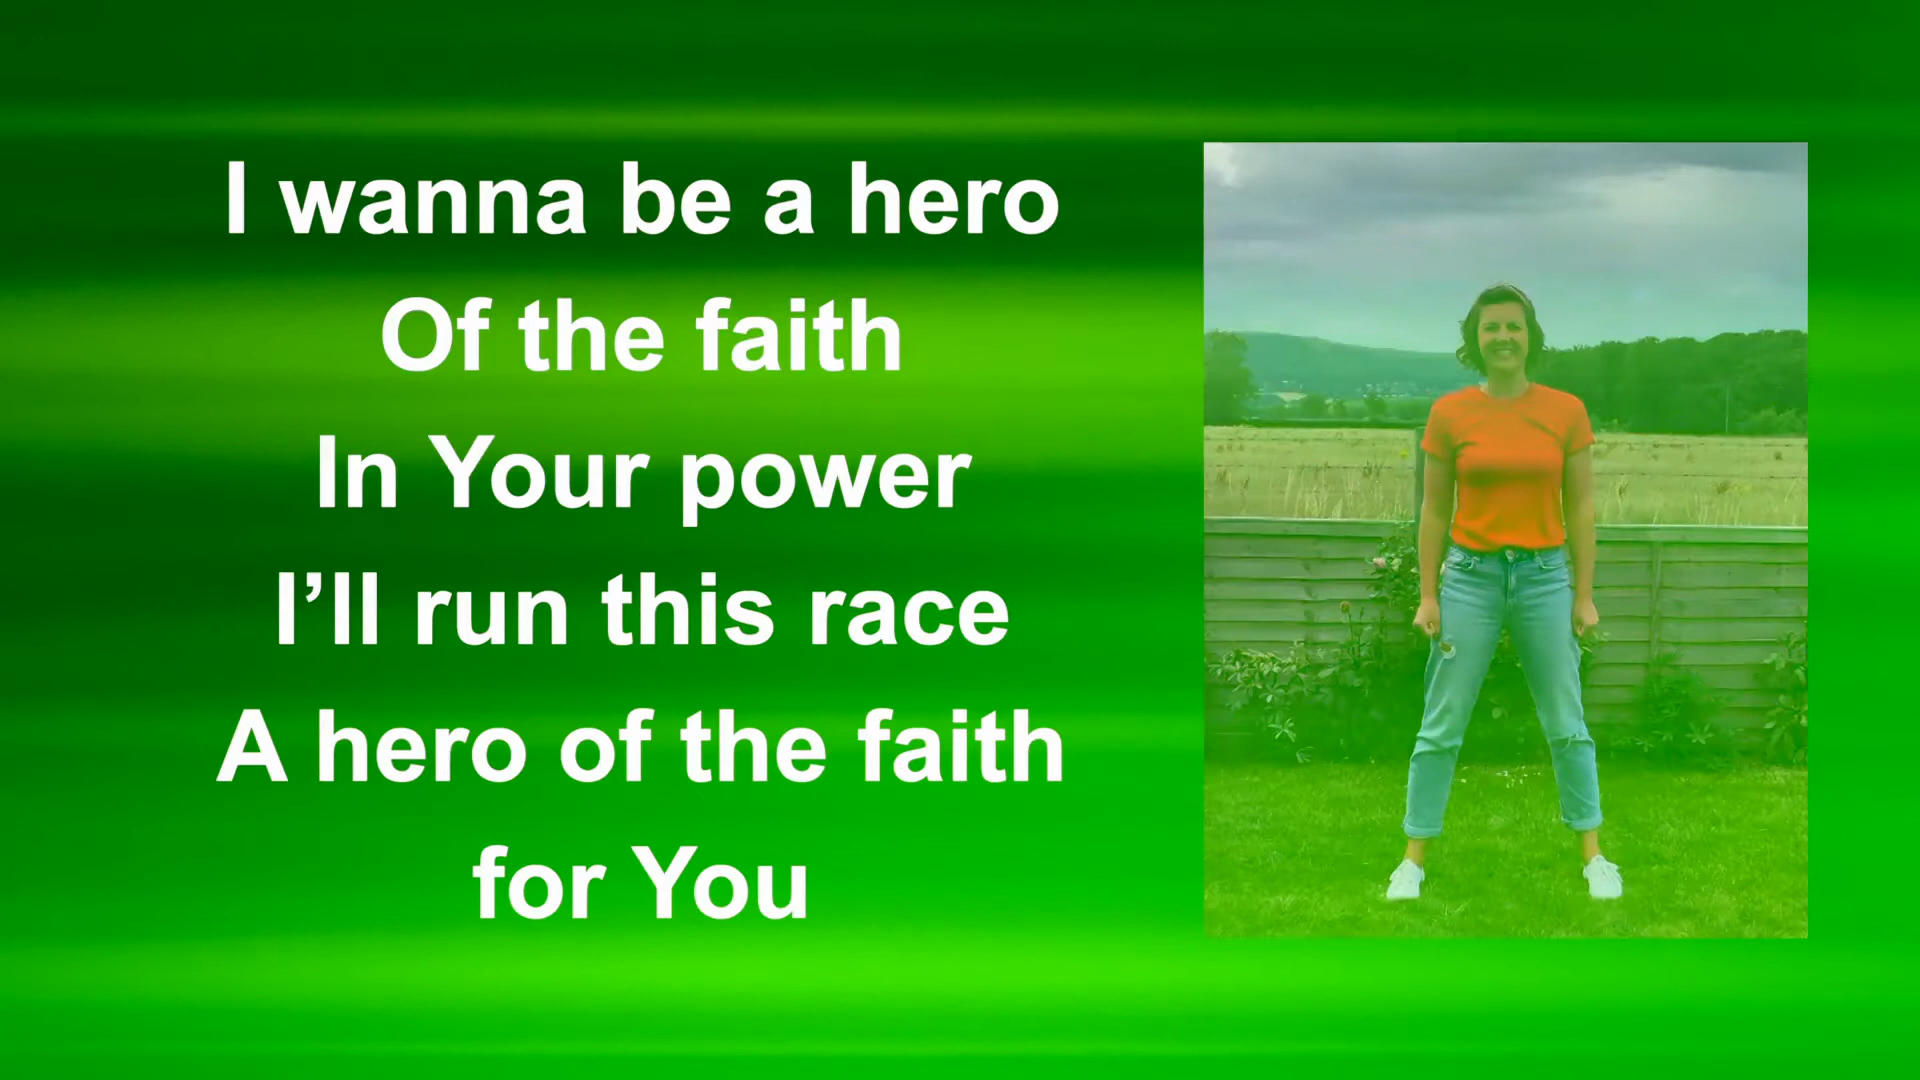 I wanna be a hero
Of the faith
In Your power
I’ll run this race
A hero of the faith
for You